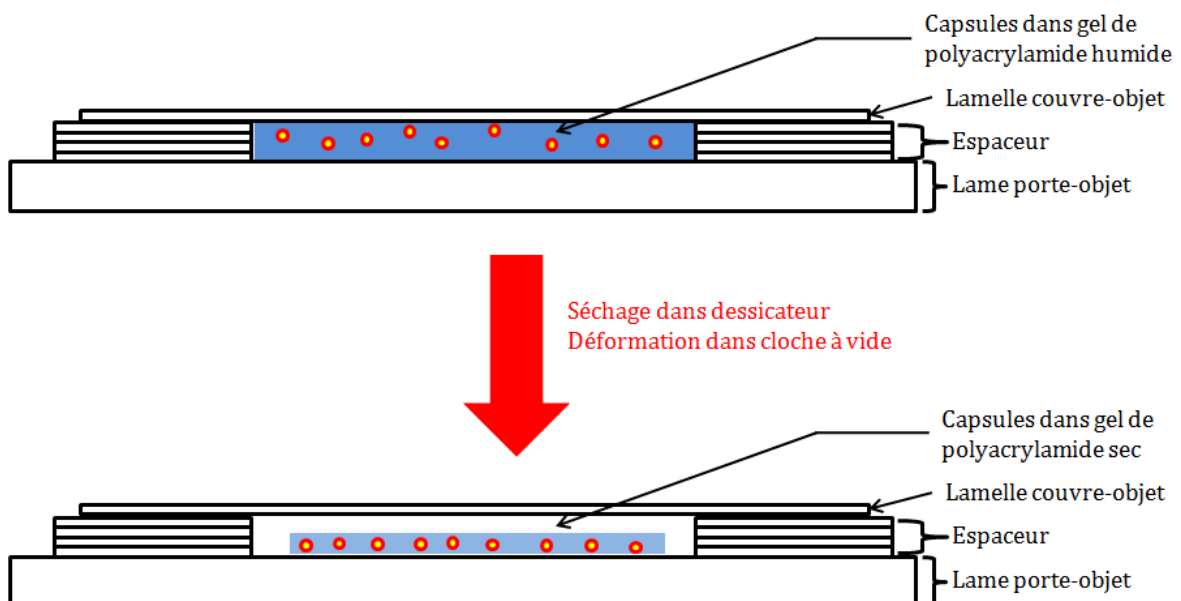 Capsules dans gel de
polyacrylamide humide
Lamelle couvre-objet
Espaceur
Lame porte-objet
Séchage dans dessicateur
Déformation dans cloche à vide
Capsules dans gel de
polyacrylamide sec
Lamelle couvre-objet
Espaceur
Lame porte-objet